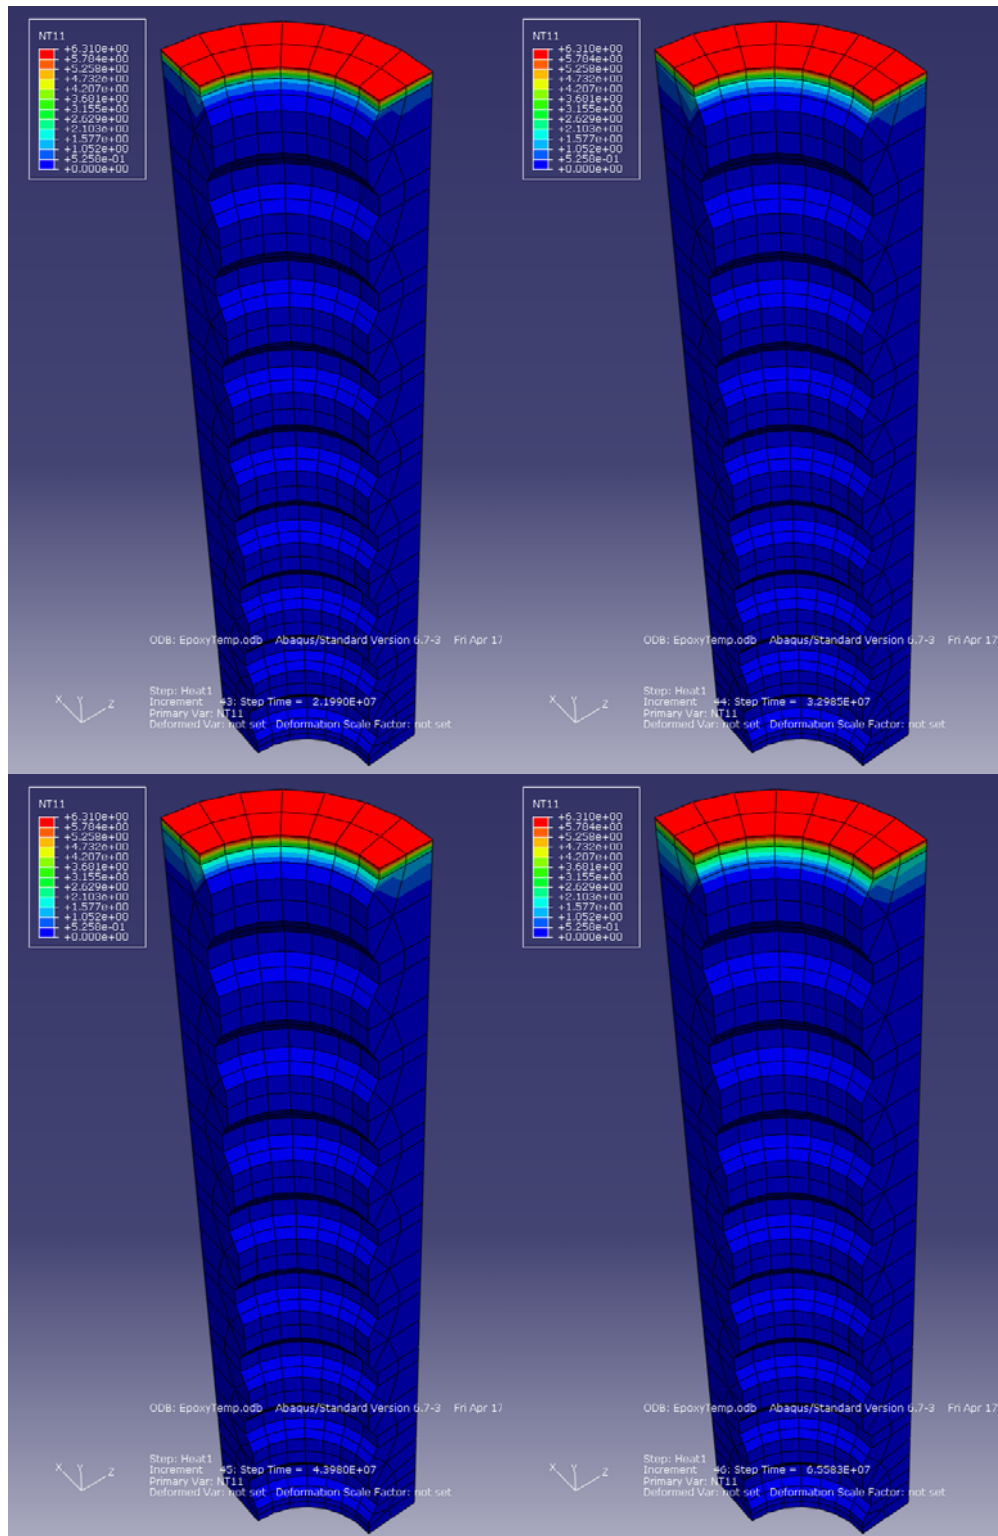 NT11
+6.310e+00
+5.784e+00
+5.258e+00
+4.732e+00
+4.207e+00
+3.681e+00
+3.155e+00
+2.629e+00
+2.103e+00
+1.577e+00
+1.052e+00
+5.258e-01
+0.000e+00
ODB: EpoxyTemp.odb Abaqus/Standard Version 6.7-3 Fri Apr 17
Step: Heat1
Increment 43: Step Time = 2.1990E+07
Primary Var: NT11
Deformed Var: not set Deformation Scale Factor: not set
X Y Z
NT11
+6.310e+00
+5.784e+00
+5.258e+00
+4.732e+00
+4.207e+00
+3.681e+00
+3.155e+00
+2.629e+00
+2.103e+00
+1.577e+00
+1.052e+00
+5.258e-01
+0.000e+00
ODB: EpoxyTemp.odb Abaqus/Standard Version 6.7-3 Fri Apr 17
Step: Heat1
Increment 44: Step Time = 3.2985E+07
Primary Var: NT11
Deformed Var: not set Deformation Scale Factor: not set
X Y Z
NT11
+6.310e+00
+5.784e+00
+5.258e+00
+4.732e+00
+4.207e+00
+3.681e+00
+3.155e+00
+2.629e+00
+2.103e+00
+1.577e+00
+1.052e+00
+5.258e-01
+0.000e+00
ODB: EpoxyTemp.odb Abaqus/Standard Version 6.7-3 Fri Apr 17
Step: Heat1
Increment 45: Step Time = 4.3980E+07
Primary Var: NT11
Deformed Var: not set Deformation Scale Factor: not set
X Y Z
NT11
+6.310e+00
+5.784e+00
+5.258e+00
+4.732e+00
+4.207e+00
+3.681e+00
+3.155e+00
+2.629e+00
+2.103e+00
+1.577e+00
+1.052e+00
+5.258e-01
+0.000e+00
ODB: EpoxyTemp.odb Abaqus/Standard Version 6.7-3 Fri Apr 17
Step: Heat1
Increment 46: Step Time = 6.5583E+07
Primary Var: NT11
Deformed Var: not set Deformation Scale Factor: not set
X Y Z